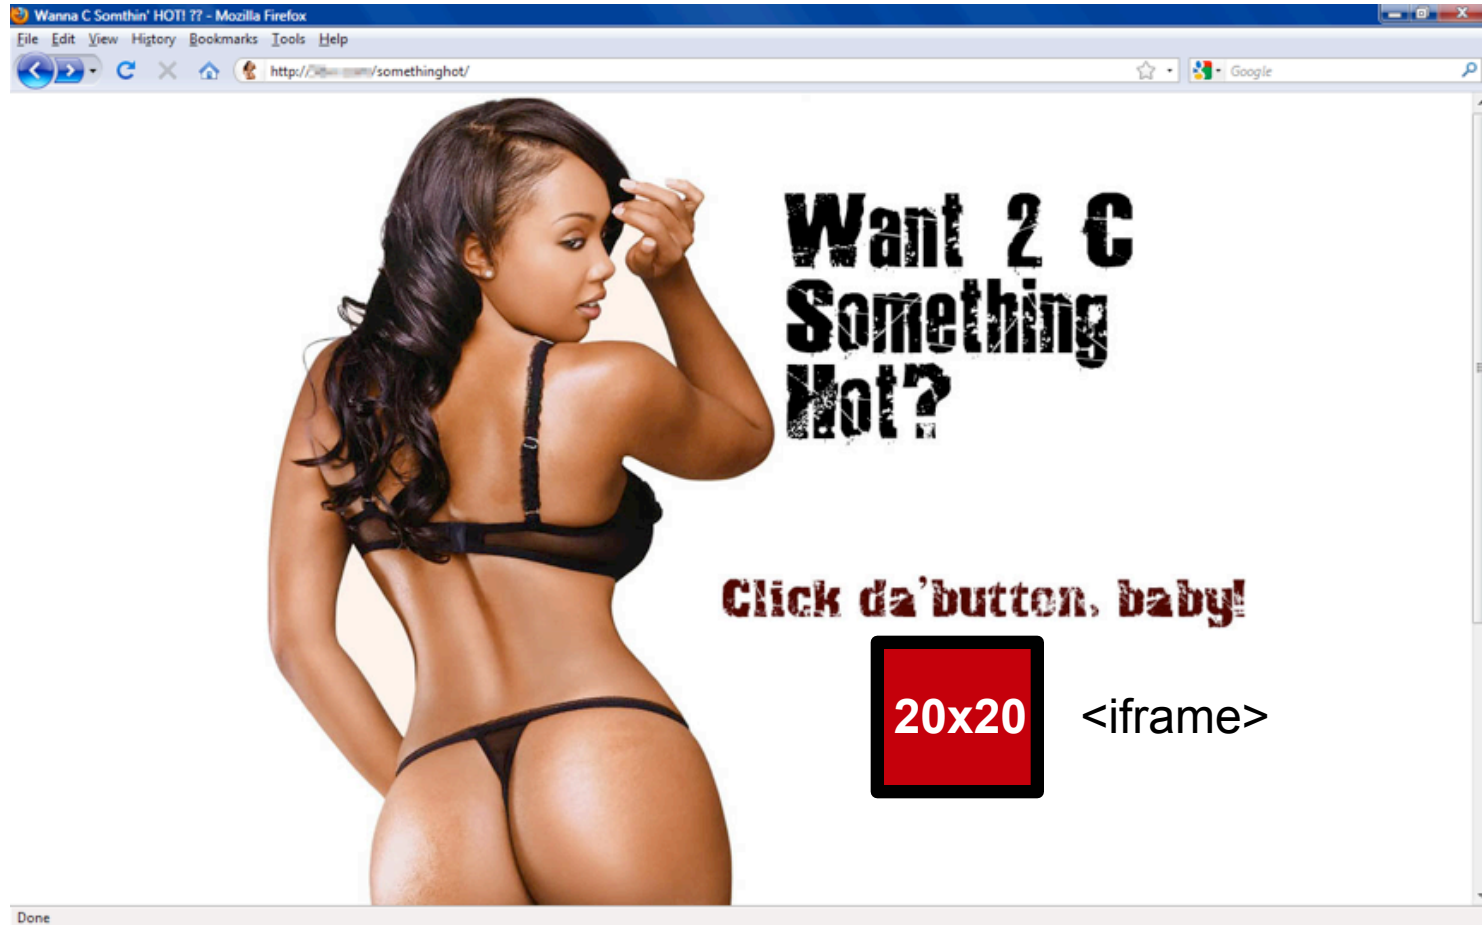 Wanna C Somthin' HOT! ?? - Mozilla Firefox
File Edit View History Bookmarks Tools Help
http:// /somethinghot/
Google
Want 2 C
Something
Hot?
Click da'button, baby!
20x20 <iframe>
Done